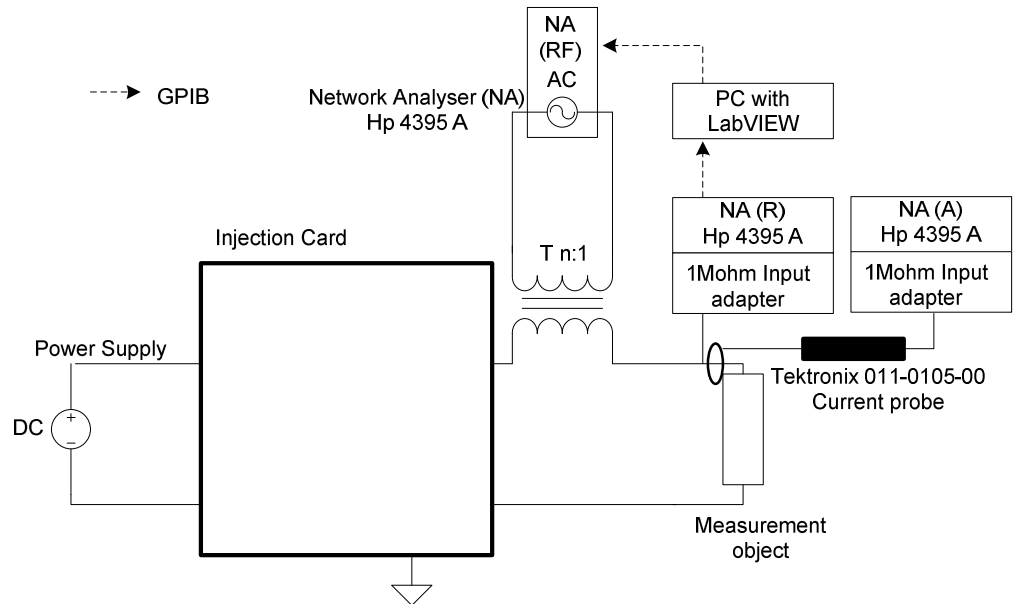 NA
(RF)
AC
GPIB
Network Analyser (NA)
Hp 4395 A
PC with
LabVIEW
NA (R)
Hp 4395 A
1Mohm Input
adapter
NA (A)
Hp 4395 A
1Mohm Input
adapter
Injection Card
T n:1
Power Supply
DC
+
−
Tektronix 011-0105-00
Current probe
Measurement
object